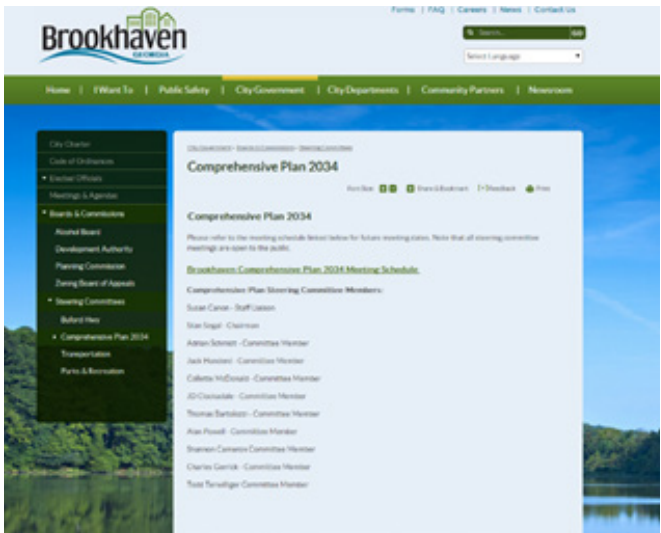 Forms | FAQ | Careers | News | Contact Us
Brookhaven
GEORGIA
Search...
GO
Select Language
Home | I Want To | Public Safety | City Government | City Departments | Community Partners | Newsroom
City Charter
Code of Ordinances
Elected Officials
Meetings & Agendas
Boards & Commissions
Alcohol Board
Development Authority
Planning Commission
Zoning Board of Appeals
Steering Committees
Buford Hwy
Comprehensive Plan 2034
Transportation
Parks & Recreation
City Government » Boards & Commissions » Steering Committees
Comprehensive Plan 2034
Font Size: Share & Bookmark Feedback Print
Comprehensive Plan 2034
Please refer to the meeting schedule listed below for future meeting dates. Note that all steering committee
meetings are open to the public.
Brookhaven Comprehensive Plan 2034 Meeting Schedule
Comprehensive Plan Steering Committee Members:
Susan Canon - Staff Liaison
Stan Segal - Chairman
Adrian Schmidt - Committee Member
Jack - Committee Member
Collette McDonald - Committee Member
JD Clockadale - Committee Member
Thomas Bartolozzi - Committee Member
Alan Powell - Committee Member
Shannon Cameron Committee Member
Charles Gerrick - Committee Member
Todd Terwilliger Committee Member